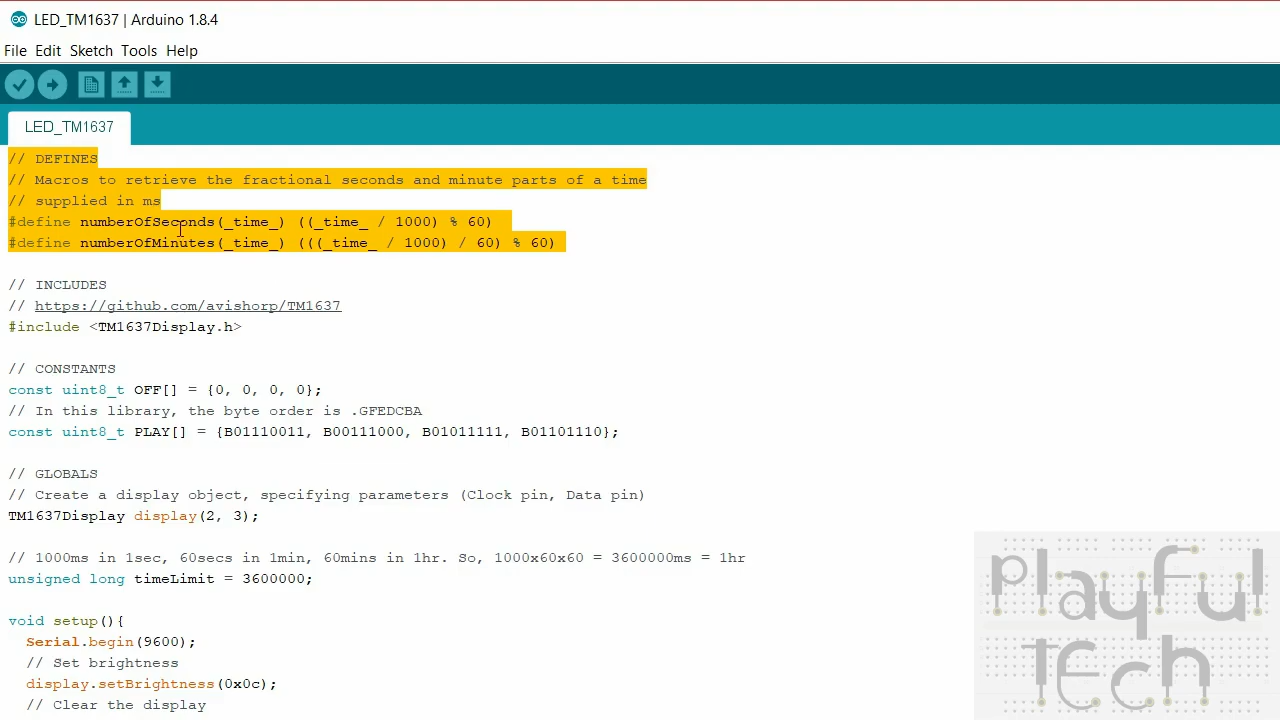 LED_TM1637 | Arduino 1.8.4
File Edit Sketch Tools Help
LED_TM1637
// DEFINES
// Macros to retrieve the fractional seconds and minute parts of a time
// supplied in ms
#define numberOfSeconds(_time_) ((_time_ / 1000) % 60)
#define numberOfMinutes(_time_) (((_time_ / 1000) / 60) % 60)
// INCLUDES
// https://github.com/avishorp/TM1637
#include <TM1637Display.h>
// CONSTANTS
const uint8_t OFF[] = {0, 0, 0, 0};
// In this library, the byte order is .GFEDCBA
const uint8_t PLAY[] = {B01110011, B00111000, B01011111, B01101110};
// GLOBALS
// Create a display object, specifying parameters (Clock pin, Data pin)
TM1637Display display(2, 3);
// 1000ms in 1sec, 60secs in 1min, 60mins in 1hr. So, 1000x60x60 = 3600000ms = 1hr
unsigned long timeLimit = 3600000;
void setup(){
Serial.begin(9600);
// Set brightness
display.setBrightness(0x0c);
// Clear the display
playful
tEch